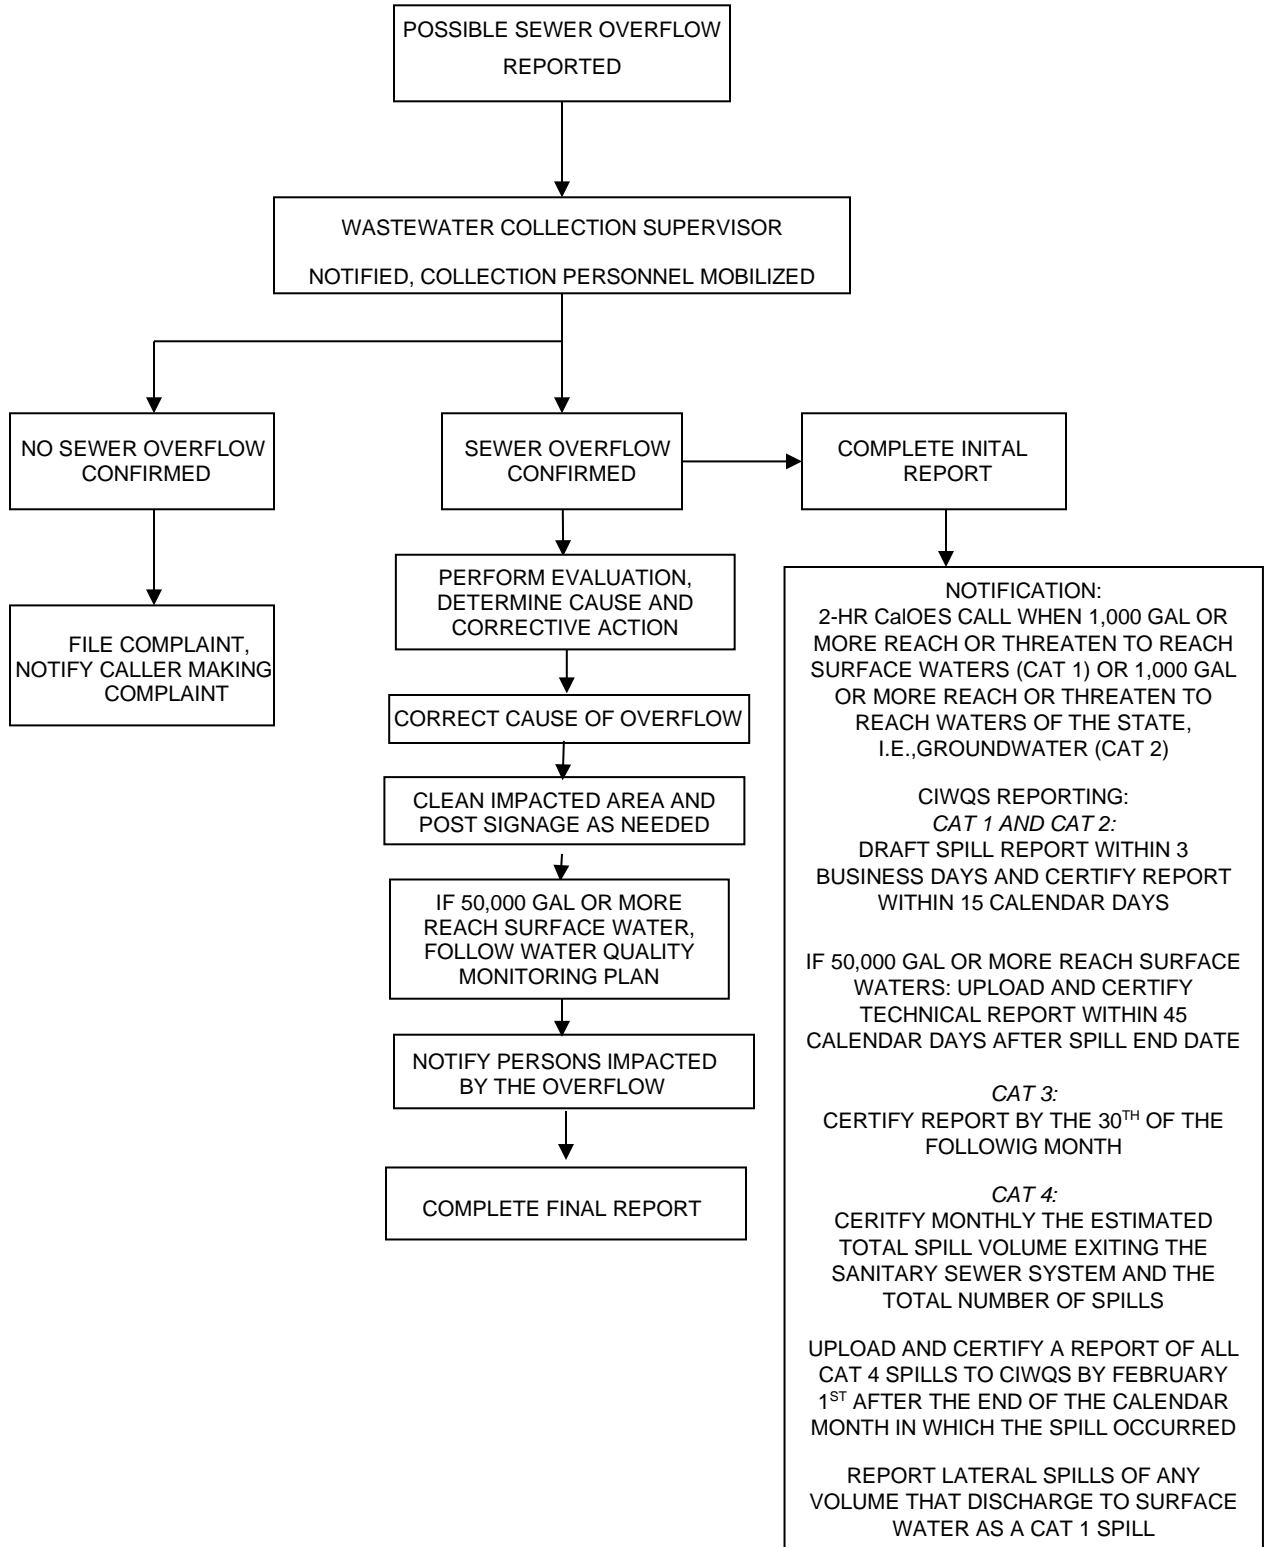 POSSIBLE SEWER OVERFLOW
REPORTED
WASTEWATER COLLECTION SUPERVISOR
NOTIFIED, COLLECTION PERSONNEL MOBILIZED
NO SEWER OVERFLOW
CONFIRMED
SEWER OVERFLOW
CONFIRMED
COMPLETE INITAL
REPORT
FILE COMPLAINT,
NOTIFY CALLER MAKING
COMPLAINT
PERFORM EVALUATION,
DETERMINE CAUSE AND
CORRECTIVE ACTION
CORRECT CAUSE OF OVERFLOW
CLEAN IMPACTED AREA AND
POST SIGNAGE AS NEEDED
IF 50,000 GAL OR MORE
REACH SURFACE WATER,
FOLLOW WATER QUALITY
MONITORING PLAN
NOTIFY PERSONS IMPACTED
BY THE OVERFLOW
COMPLETE FINAL REPORT
NOTIFICATION:
2-HR CalOES CALL WHEN 1,000 GAL OR
MORE REACH OR THREATEN TO REACH
SURFACE WATERS (CAT 1) OR 1,000 GAL
OR MORE REACH OR THREATEN TO
REACH WATERS OF THE STATE,
I.E.,GROUNDWATER (CAT 2)
CIWQS REPORTING:
CAT 1 AND CAT 2:
DRAFT SPILL REPORT WITHIN 3
BUSINESS DAYS AND CERTIFY REPORT
WITHIN 15 CALENDAR DAYS
IF 50,000 GAL OR MORE REACH SURFACE
WATERS: UPLOAD AND CERTIFY
TECHNICAL REPORT WITHIN 45
CALENDAR DAYS AFTER SPILL END DATE
CAT 3:
CERTIFY REPORT BY THE 30TH OF THE
FOLLOWIG MONTH
CAT 4:
CERITFY MONTHLY THE ESTIMATED
TOTAL SPILL VOLUME EXITING THE
SANITARY SEWER SYSTEM AND THE
TOTAL NUMBER OF SPILLS
UPLOAD AND CERTIFY A REPORT OF ALL
CAT 4 SPILLS TO CIWQS BY FEBRUARY
1ST AFTER THE END OF THE CALENDAR
MONTH IN WHICH THE SPILL OCCURRED
REPORT LATERAL SPILLS OF ANY
VOLUME THAT DISCHARGE TO SURFACE
WATER AS A CAT 1 SPILL